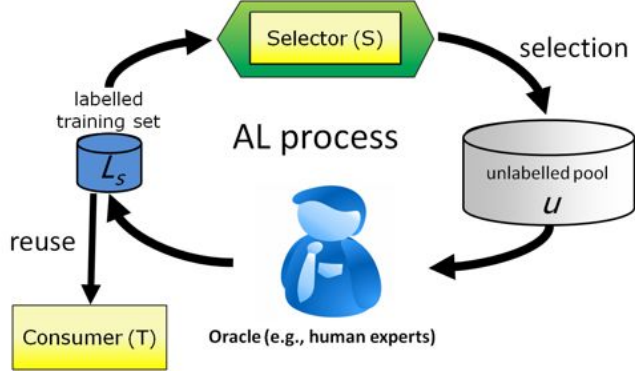 Selector (S)
selection
labelled
training set
L_s
AL process
unlabelled pool
u
reuse
Consumer (T)
Oracle (e.g., human experts)